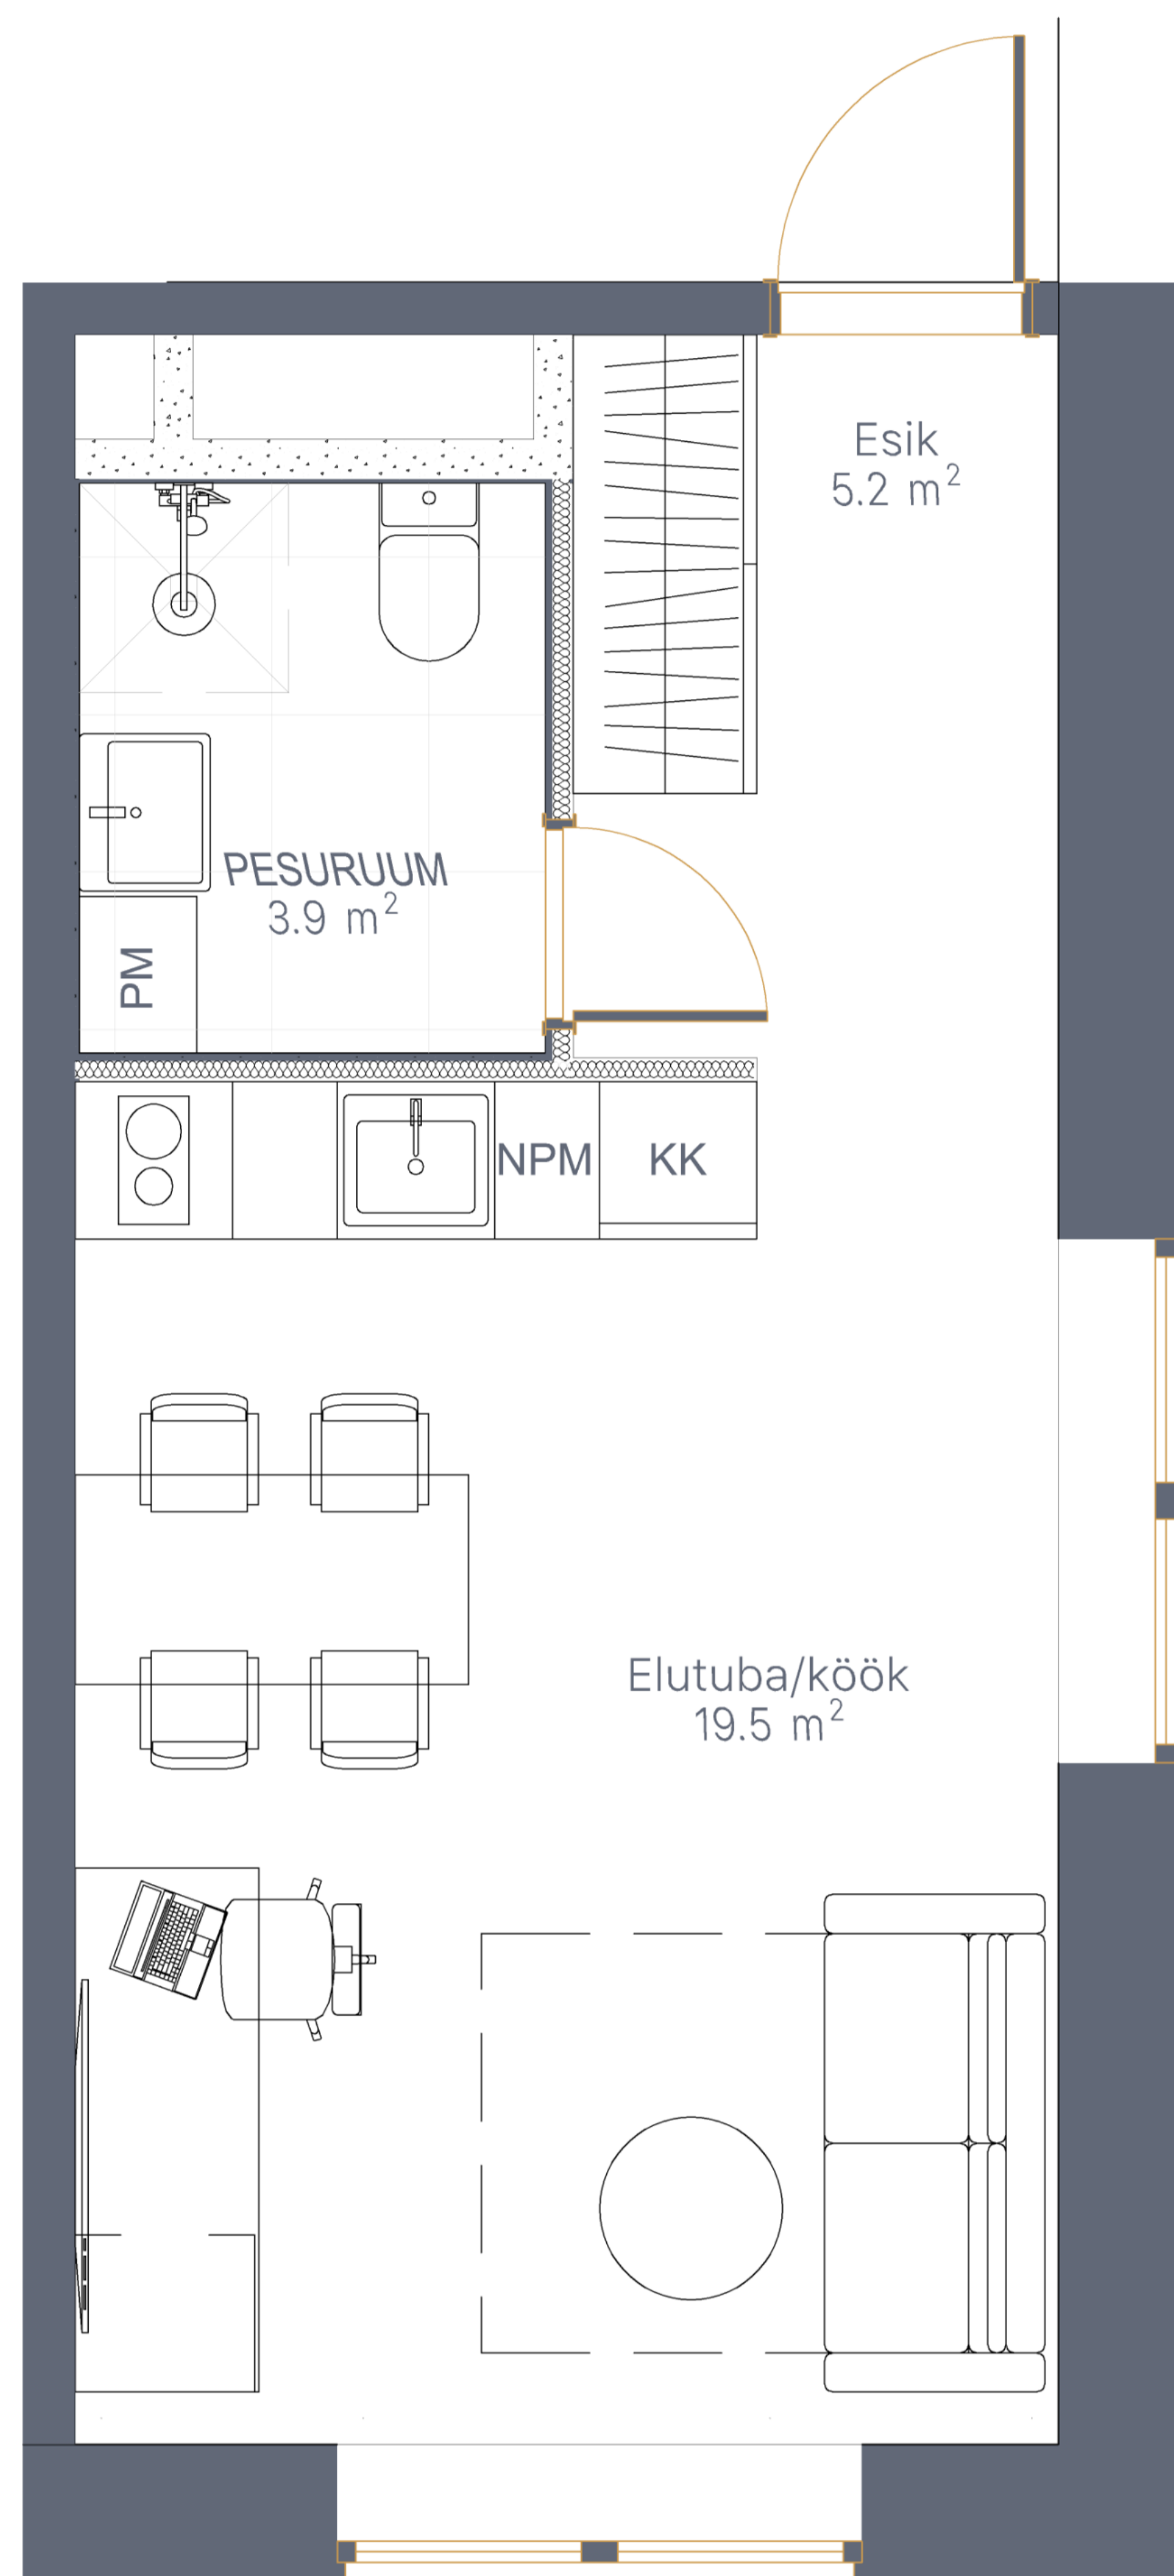 Esik
5.2 m²
PESURUUM
3.9 m²
PM
NPM
KK
Elutuba/köök
19.5 m²